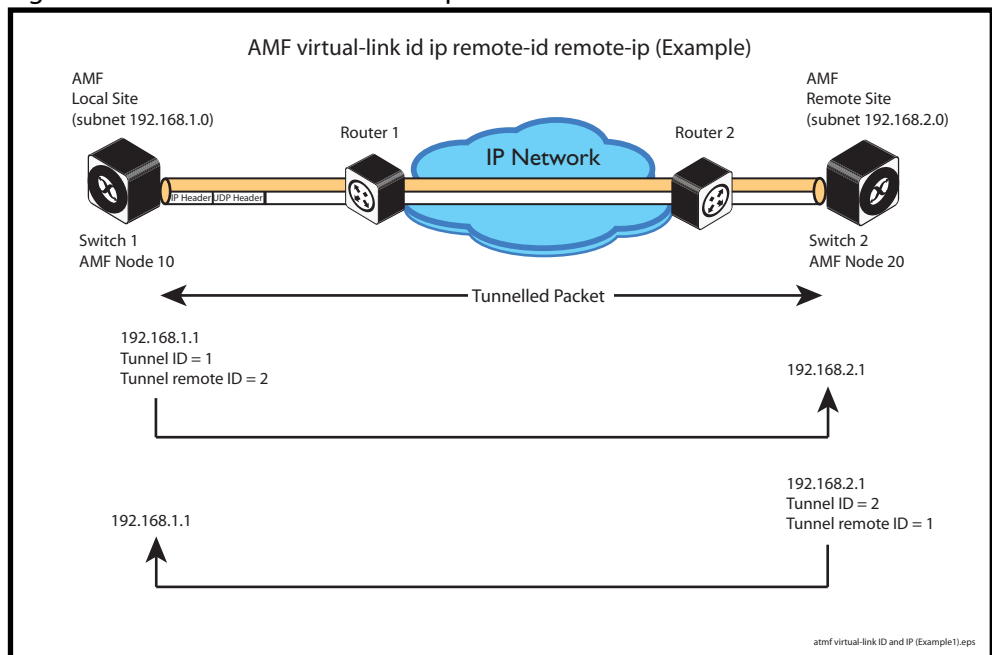 AMF virtual-link id ip remote-id remote-ip (Example)
AMF
Local Site
(subnet 192.168.1.0)
AMF
Remote Site
(subnet 192.168.2.0)
Router 1
Router 2
IP Network
IP Header
UDP Header
Switch 1
AMF Node 10
Switch 2
AMF Node 20
Tunnelled Packet
192.168.1.1
Tunnel ID = 1
Tunnel remote ID = 2
192.168.2.1
192.168.2.1
Tunnel ID = 2
Tunnel remote ID = 1
192.168.1.1
atmf virtual-link ID and IP (Example1).eps